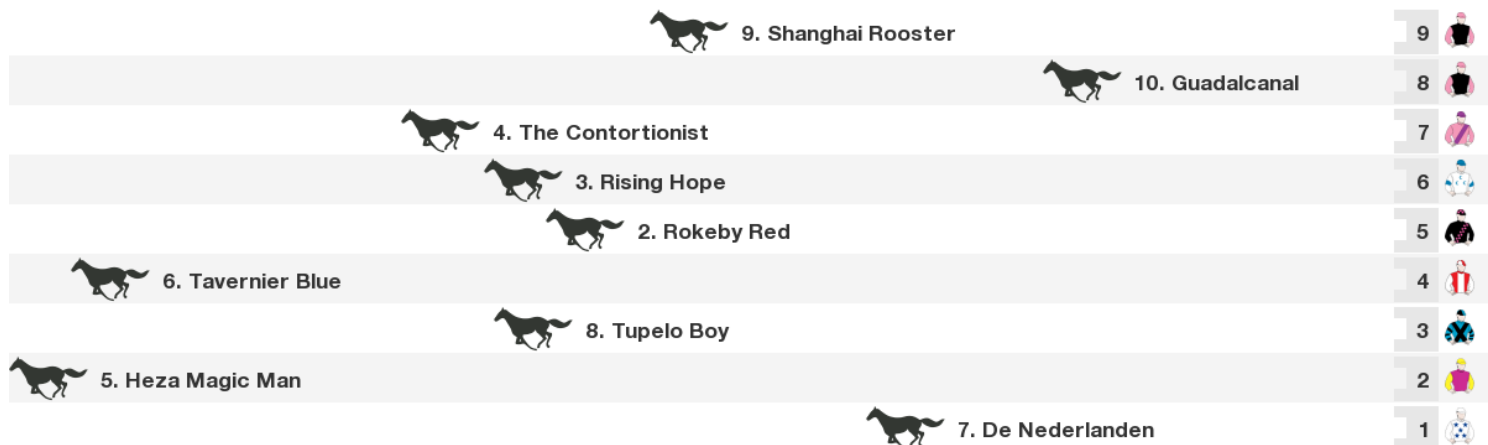 9. Shanghai Rooster 9
10. Guadalcanal 8
4. The Contortionist 7
3. Rising Hope 6
2. Rokeby Red 5
6. Tavernier Blue 4
8. Tupelo Boy 3
5. Heza Magic Man 2
7. De Nederlanden 1